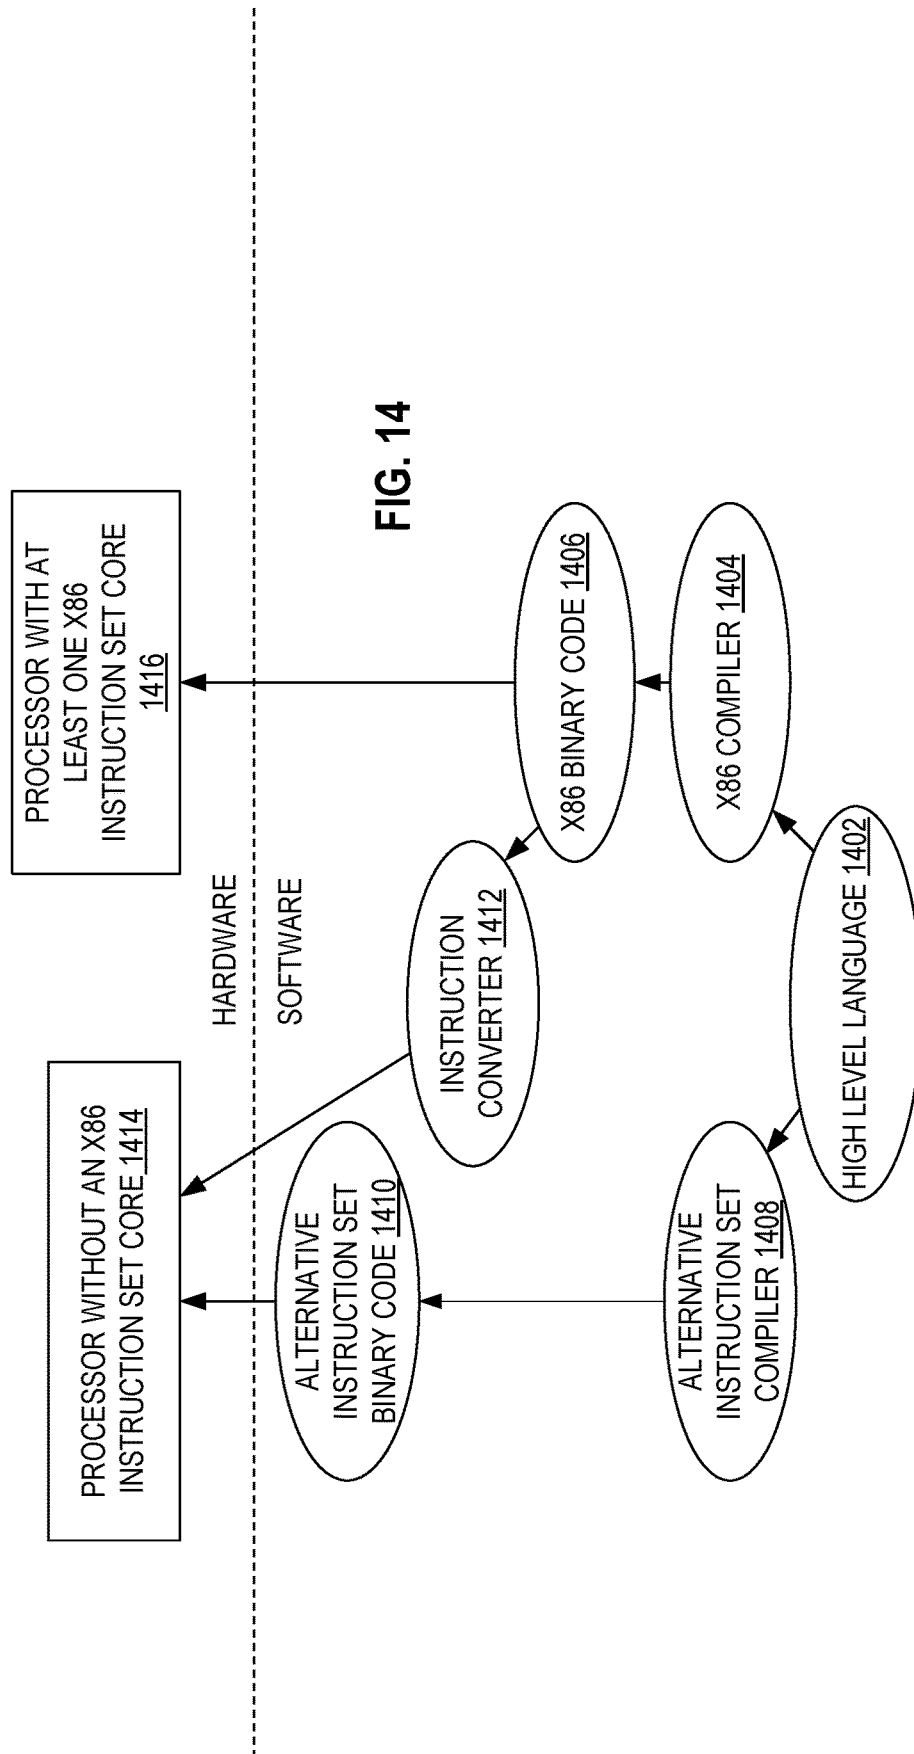 PROCESSOR WITHOUT AN X86
INSTRUCTION SET CORE 1414
PROCESSOR WITH AT
LEAST ONE X86
INSTRUCTION SET CORE
1416
HARDWARE
SOFTWARE
ALTERNATIVE
INSTRUCTION SET
BINARY CODE 1410
INSTRUCTION
CONVERTER 1412
FIG. 14
X86 BINARY CODE 1406
ALTERNATIVE
INSTRUCTION SET
COMPILER 1408
X86 COMPILER 1404
HIGH LEVEL LANGUAGE 1402